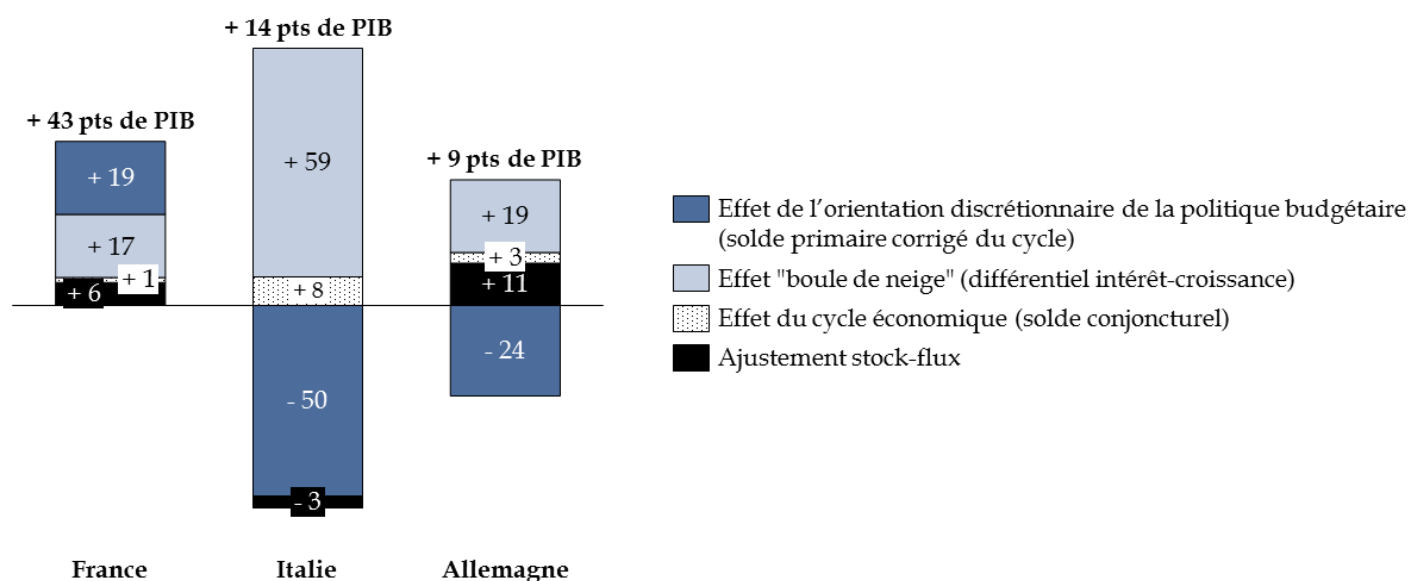 + 14 pts de PIB
+ 43 pts de PIB
+ 9 pts de PIB
+ 19
+ 17
+ 1
+ 6
+ 59
+ 8
- 50
- 3
+ 19
+ 3
+ 11
- 24
Effet de l’orientation discrétionnaire de la politique budgétaire
(solde primaire corrigé du cycle)
Effet "boule de neige" (différentiel intérêt-croissance)
Effet du cycle économique (solde conjoncturel)
Ajustement stock-flux
France
Italie
Allemagne